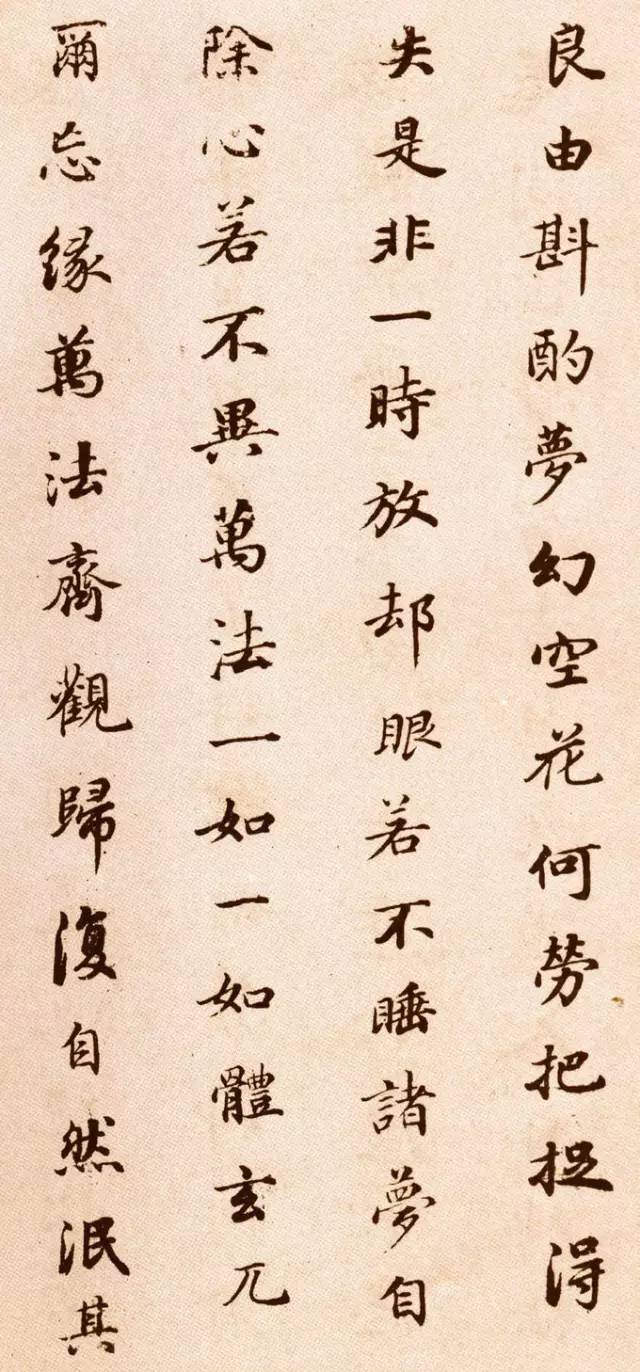 良由斟酌夢幻空花何勞把捉淂
失是非一時放却眼若不睡諸夢自
除心若不異萬法一如一如體玄兀
爾忘緣萬法齊觀歸復自然泯其